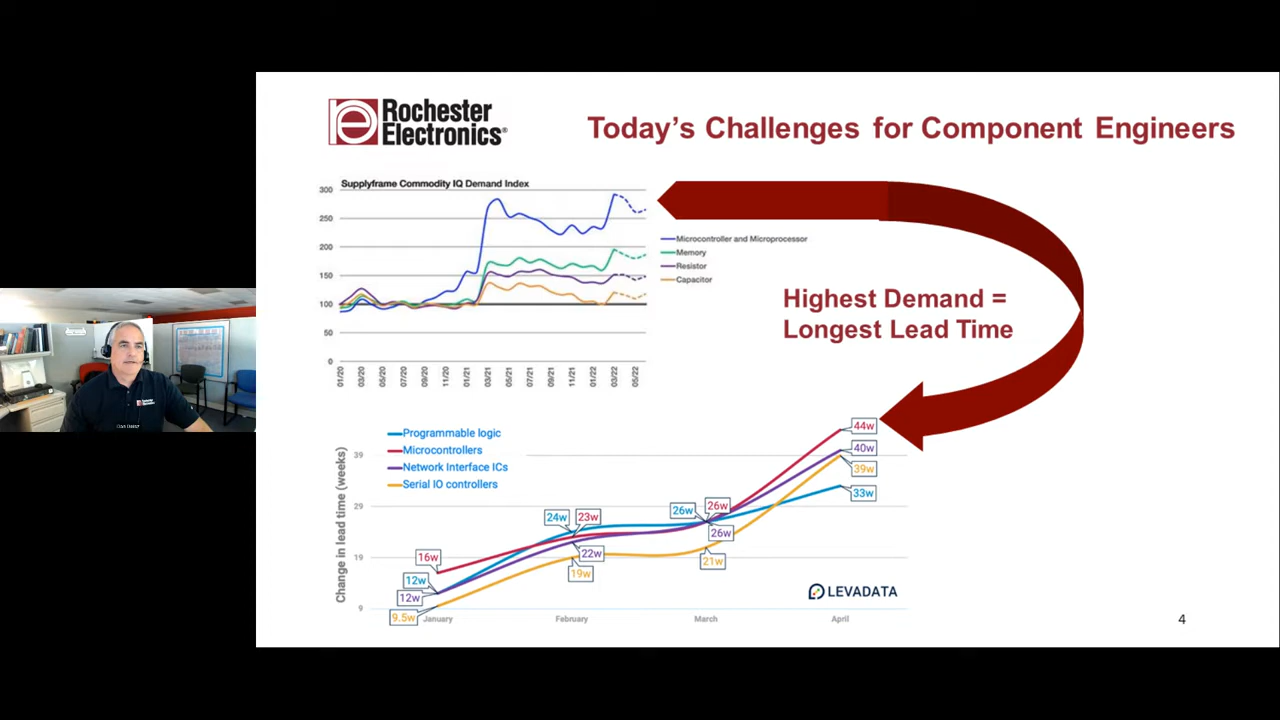 Rochester
Electronics®
Today's Challenges for Component Engineers
Supplyframe Commodity IQ Demand Index
300
250
200
150
100
50
0
01/20
03/20
05/20
07/20
09/20
11/20
01/21
03/21
05/21
07/21
09/21
11/21
01/22
03/22
05/22
Microcontroller and Microprocessor
Memory
Resistor
Capacitor
Highest Demand =
Longest Lead Time
Programmable logic
Microcontrollers
Network Interface ICs
Serial IO controllers
Change in lead time (weeks)
39
29
19
9
16w
12w
12w
9.5w
24w
23w
22w
19w
26w
26w
26w
21w
44w
40w
39w
33w
January
February
March
April
LEVADATA
4
Rochester
Electronics